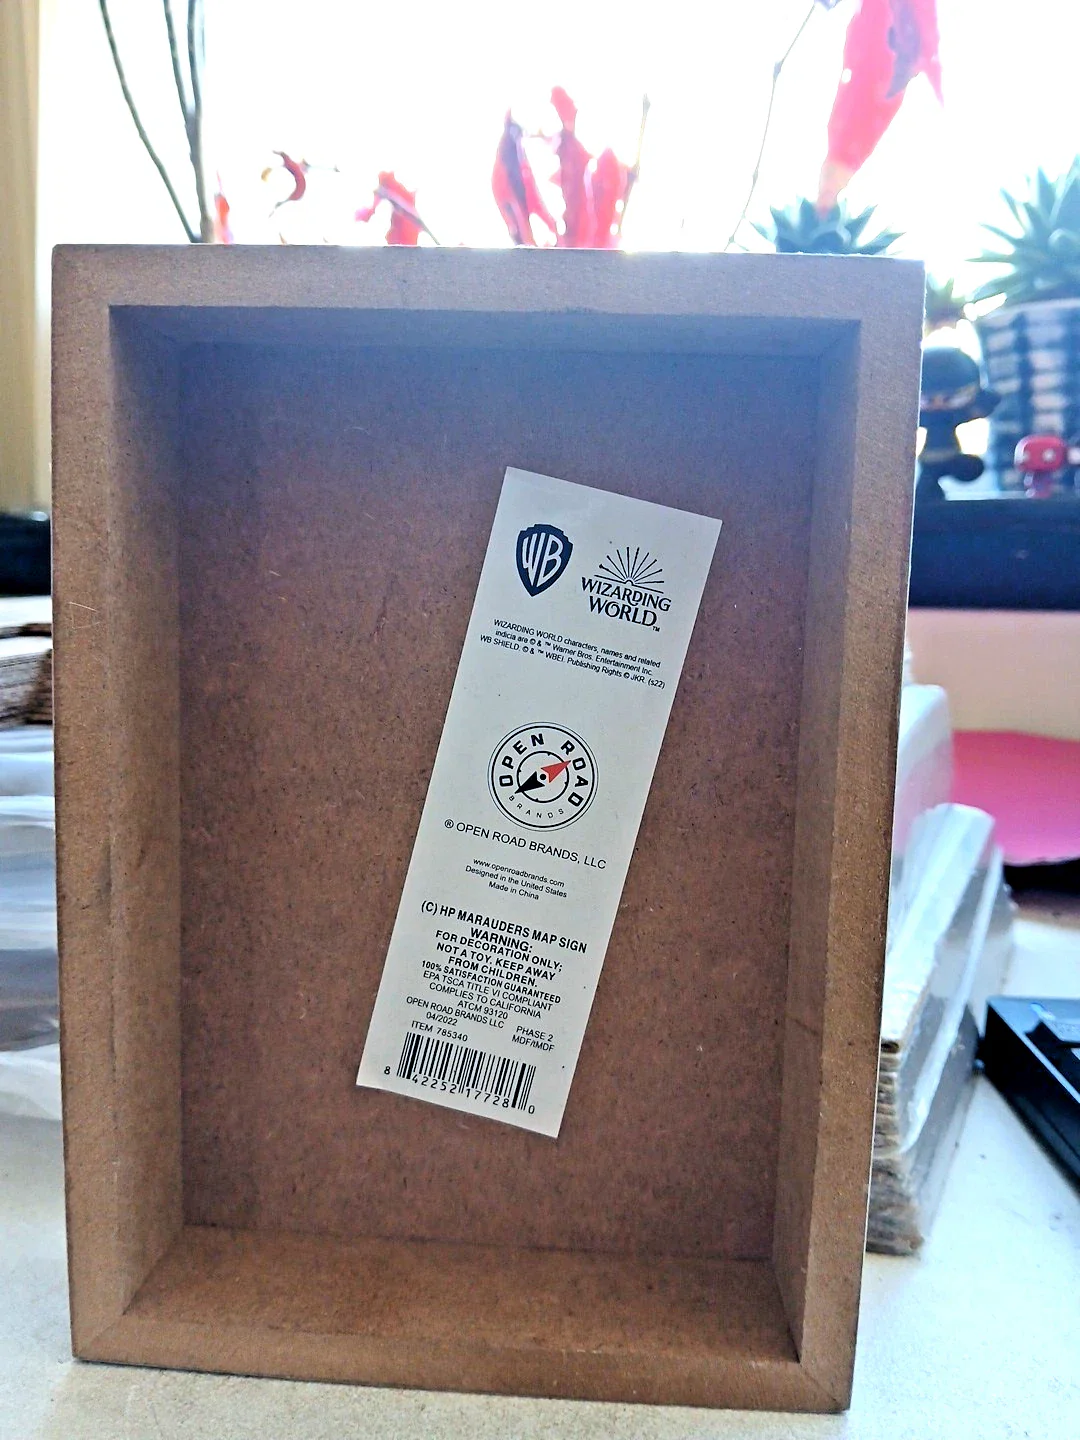 WB
WIZARDING
WORLD™
WIZARDING WORLD characters, names and related
indicia are © & ™ Warner Bros. Entertainment Inc.
WB SHIELD: © & ™ WBEI. Publishing Rights © JKR. (s22)
OPEN ROAD
BRANDS
® OPEN ROAD BRANDS, LLC
www.openroadbrands.com
Designed in the United States
Made in China
(C) HP MARAUDERS MAP SIGN
WARNING:
FOR DECORATION ONLY;
NOT A TOY. KEEP AWAY
FROM CHILDREN.
100% SATISFACTION GUARANTEED
EPA TSCA TITLE VI COMPLIANT
COMPLIES TO CALIFORNIA
ATCM 93120
OPEN ROAD BRANDS LLC PHASE 2
04/2022 MDF/tMDF
ITEM 785340
8 42252 17728 0